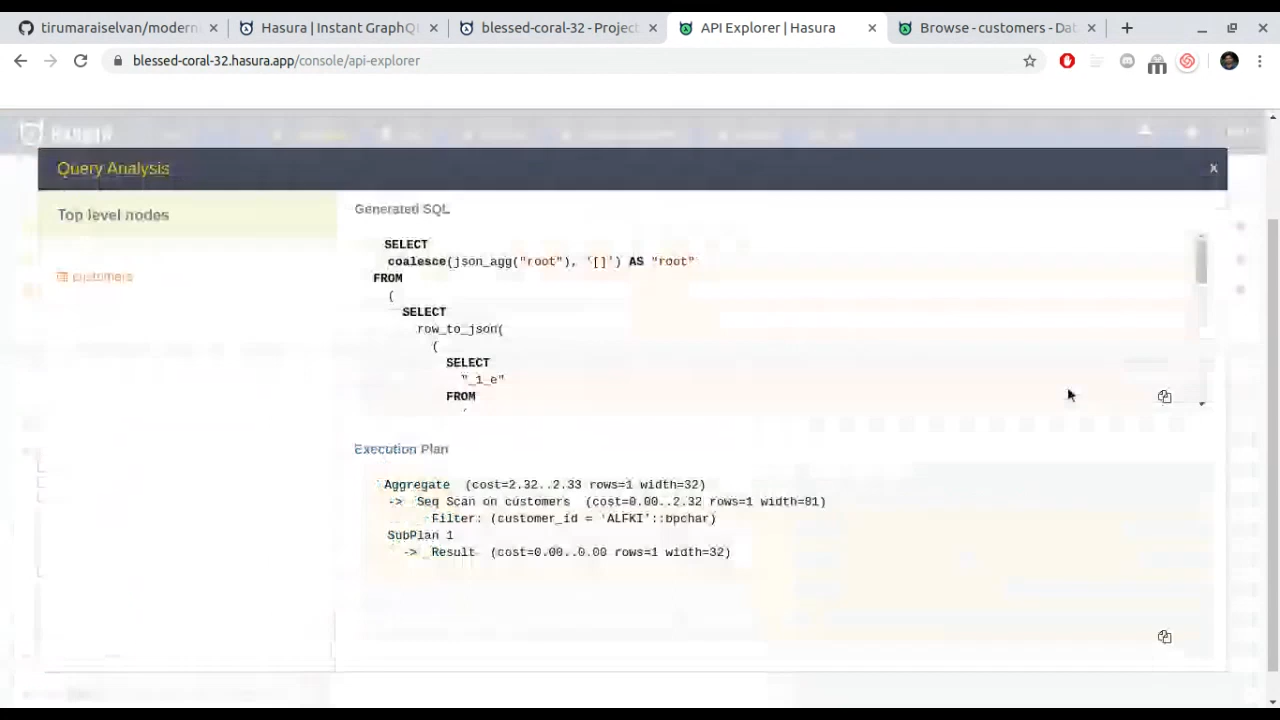 tirumaraiselvan/modern
Hasura | Instant GraphQL
blessed-coral-32 - Project
API Explorer | Hasura
Browse - customers - Dat
blessed-coral-32.hasura.app/console/api-explorer
Query Analysis
x
Top level nodes
customers
Generated SQL
SELECT
coalesce(json_agg("root"), '[]') AS "root"
FROM
(
SELECT
row_to_json(
(
SELECT
"_1_e"
FROM
Execution Plan
Aggregate (cost=2.32..2.33 rows=1 width=32)
-> Seq Scan on customers (cost=0.00..2.32 rows=1 width=81)
Filter: (customer_id = 'ALFKI'::bpchar)
SubPlan 1
-> Result (cost=0.00..0.00 rows=1 width=32)